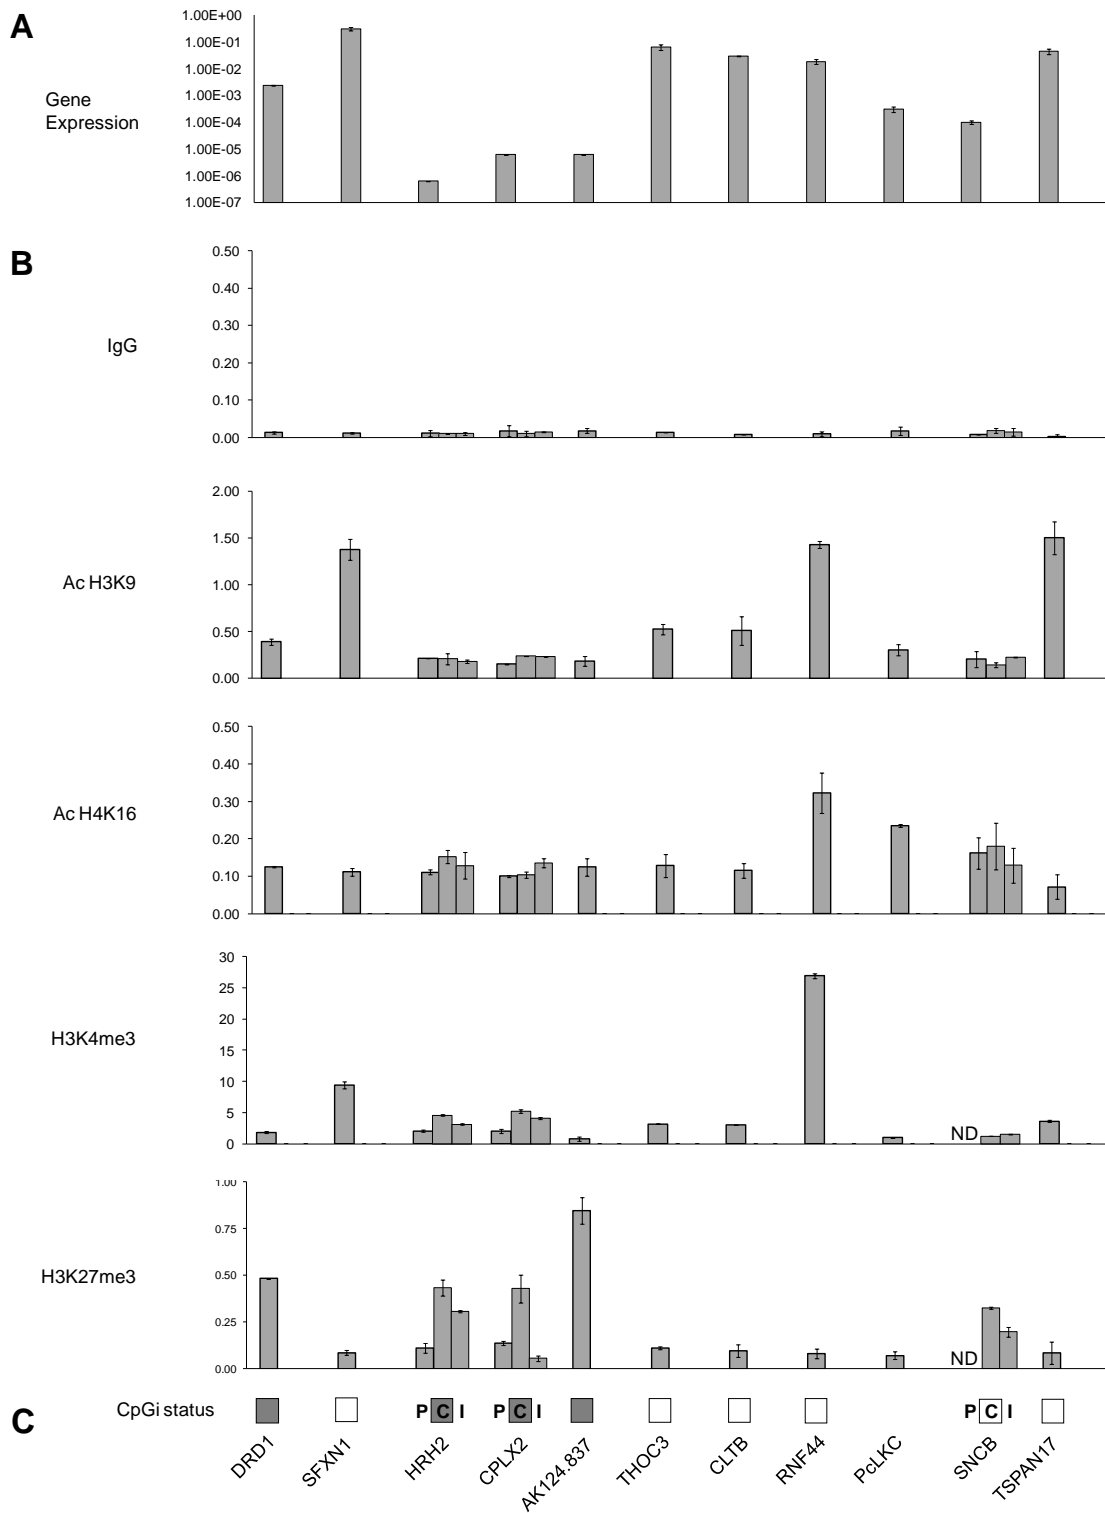 A
Gene
Expression
1.00E+00
1.00E-01
1.00E-02
1.00E-03
1.00E-04
1.00E-05
1.00E-06
1.00E-07
B
IgG
0.50
0.40
0.30
0.20
0.10
0.00
Ac H3K9
2.00
1.50
1.00
0.50
0.00
Ac H4K16
0.50
0.40
0.30
0.20
0.10
0.00
H3K4me3
30
25
20
15
10
5
0
ND
H3K27me3
1.00
0.75
0.50
0.25
0.00
ND
C
CpGi status
P C I P C I P C I
DRD1
SFXN1
HRH2
CPLX2
AK124.837
THOC3
CLTB
RNF44
PcLKC
SNCB
TSPAN17